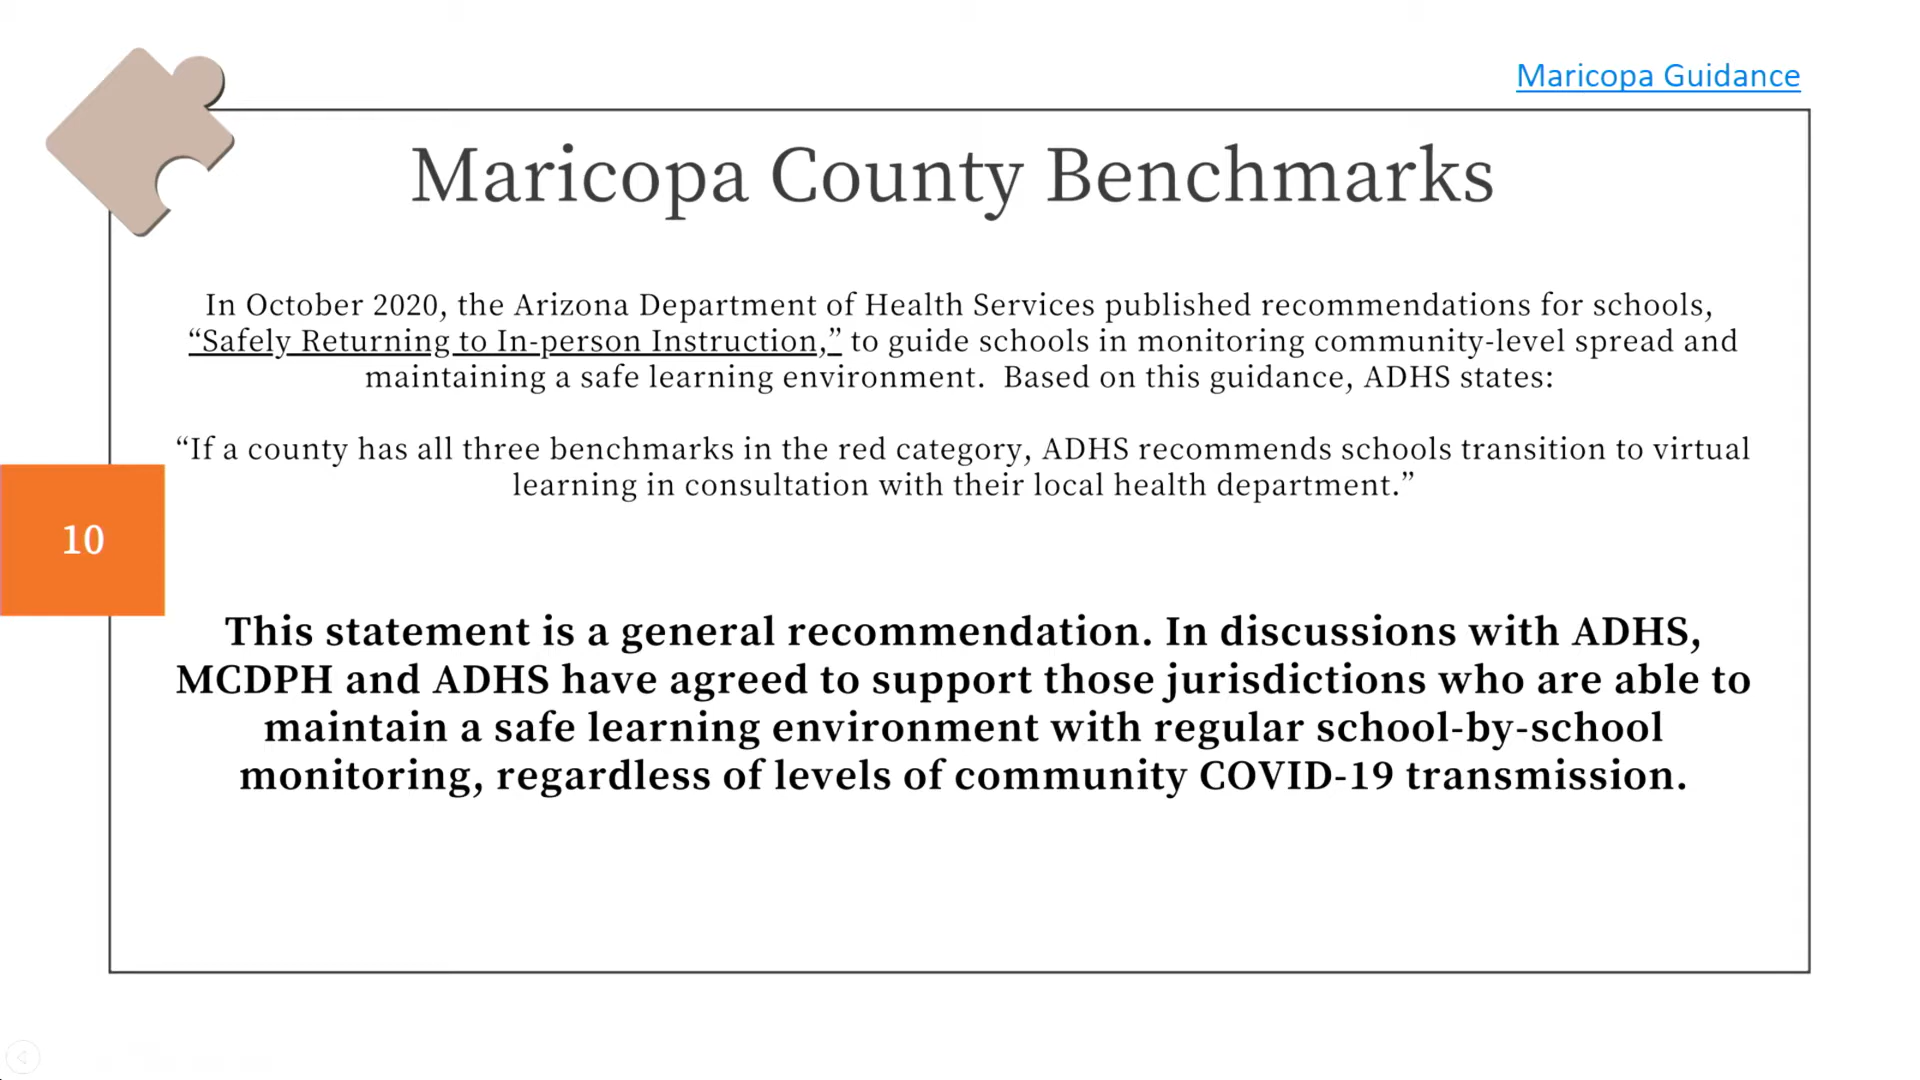 Maricopa Guidance
Maricopa County Benchmarks
In October 2020, the Arizona Department of Health Services published recommendations for schools,
“Safely Returning to In-person Instruction,” to guide schools in monitoring community-level spread and
maintaining a safe learning environment.  Based on this guidance, ADHS states:
“If a county has all three benchmarks in the red category, ADHS recommends schools transition to virtual
learning in consultation with their local health department.”
10
This statement is a general recommendation. In discussions with ADHS,
MCDPH and ADHS have agreed to support those jurisdictions who are able to
maintain a safe learning environment with regular school-by-school
monitoring, regardless of levels of community COVID-19 transmission.